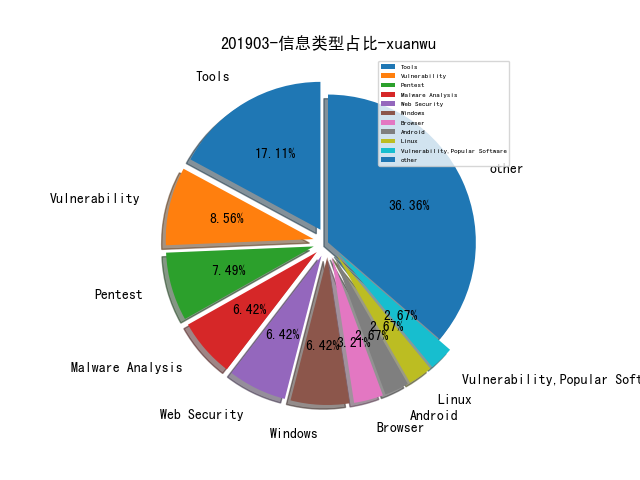 201903-信息类型占比-xuanwu
Tools
Vulnerability
Pentest
Malware Analysis
Web Security
Windows
Browser
Android
Linux
Vulnerability,Popular Software
other
Tools
17.11%
other
36.36%
Vulnerability
8.56%
Pentest
7.49%
Malware Analysis
6.42%
Web Security
6.42%
Windows
6.42%
Browser
3.21%
Android
2.67%
Linux
2.67%
Vulnerability,Popular Soft
2.67%